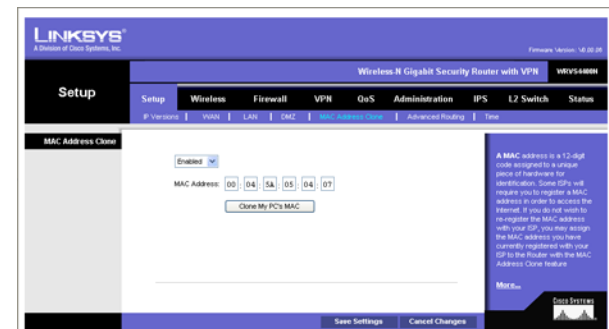 LINKSYS®
A Division of Cisco Systems, Inc.
Firmware Version: V0.00.06
Wireless-N Gigabit Security Router with VPN WRVS4400N
Setup
Setup Wireless Firewall VPN QoS Administration IPS L2 Switch Status
IP Versions | WAN | LAN | DMZ | MAC Address Clone | Advanced Routing | Time
MAC Address Clone
Enabled
MAC Address: 00 : 04 : 5A : 05 : 04 : 07
Clone My PC's MAC
A MAC address is a 12-digit
code assigned to a unique
piece of hardware for
identification. Some ISPs will
require you to register a MAC
address in order to access the
Internet. If you do not wish to
re-register the MAC address
with your ISP, you may assign
the MAC address you have
currently registered with your
ISP to the Router with the MAC
Address Clone feature
More...
Save Settings Cancel Changes
CISCO SYSTEMS